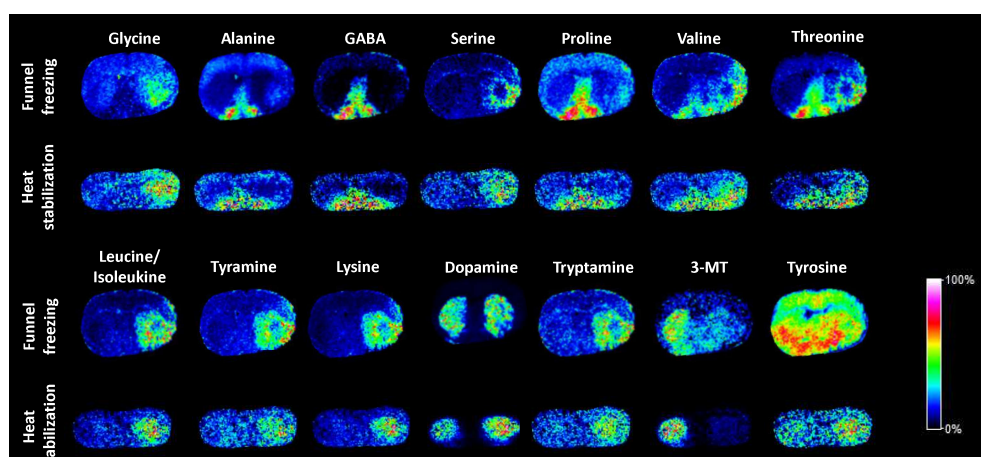 Glycine Alanine GABA Serine Proline Valine Threonine
Funnel
freezing
Heat
stabilization
Leucine/
Isoleukine Tyramine Lysine Dopamine Tryptamine 3-MT Tyrosine
Funnel
freezing
100%
0%
Heat
abilization